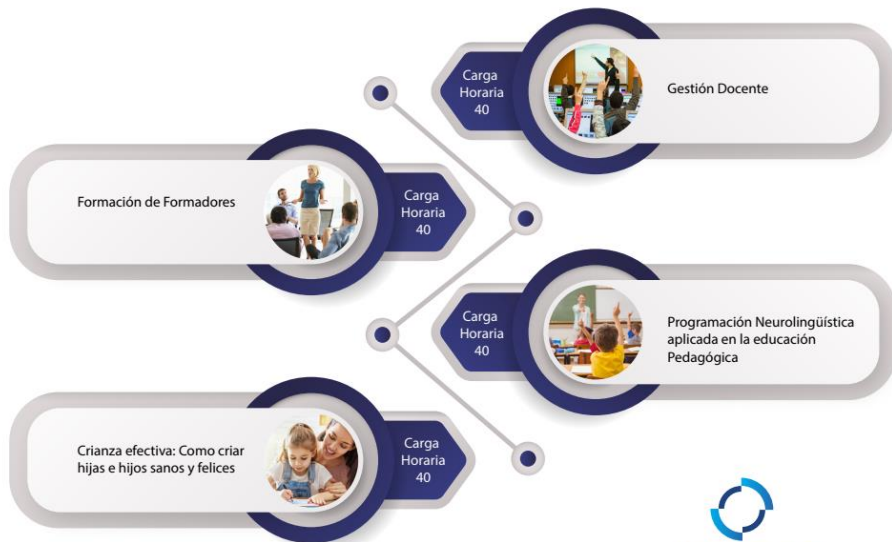 Carga
Horaria
40
Gestión Docente
Formación de Formadores
Carga
Horaria
40
Carga
Horaria
40
Programación Neurolingüística
aplicada en la educación
Pedagógica
Crianza efectiva: Como criar
hijas e hijos sanos y felices
Carga
Horaria
40